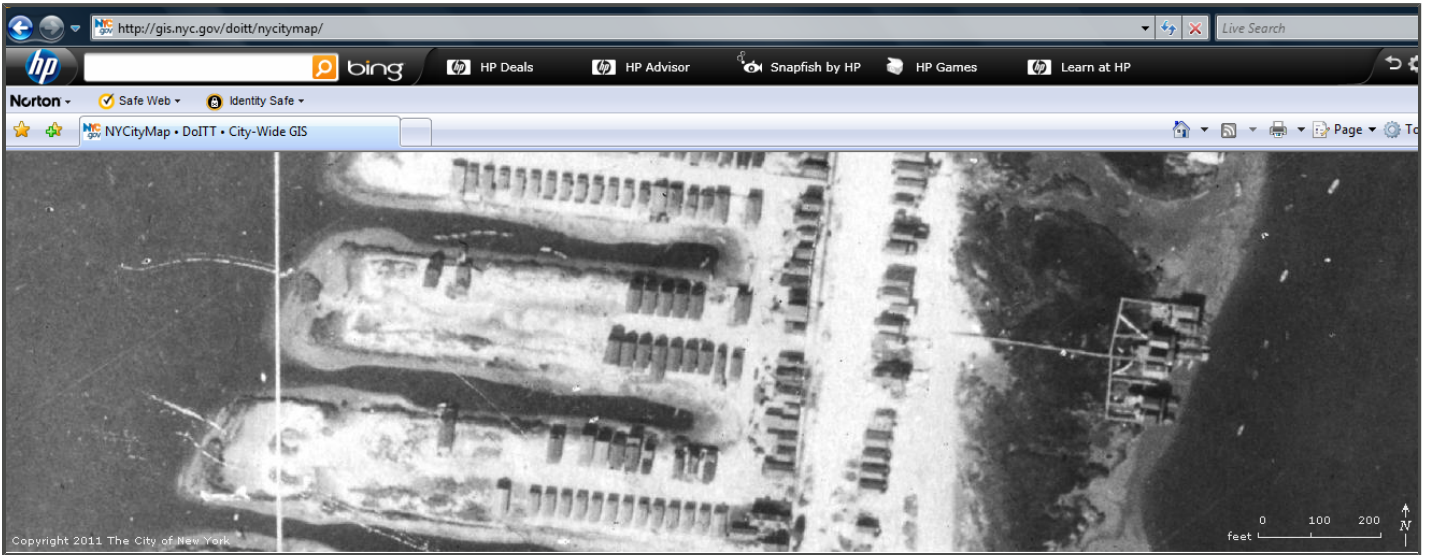 http://gis.nyc.gov/doitt/nycitymap/ Live Search
hp bing HP Deals HP Advisor Snapfish by HP HP Games Learn at HP
Norton Safe Web Identity Safe
NYCityMap • DoITT • City-Wide GIS Page To
0 100 200
feet N
Copyright 2011 The City of New York